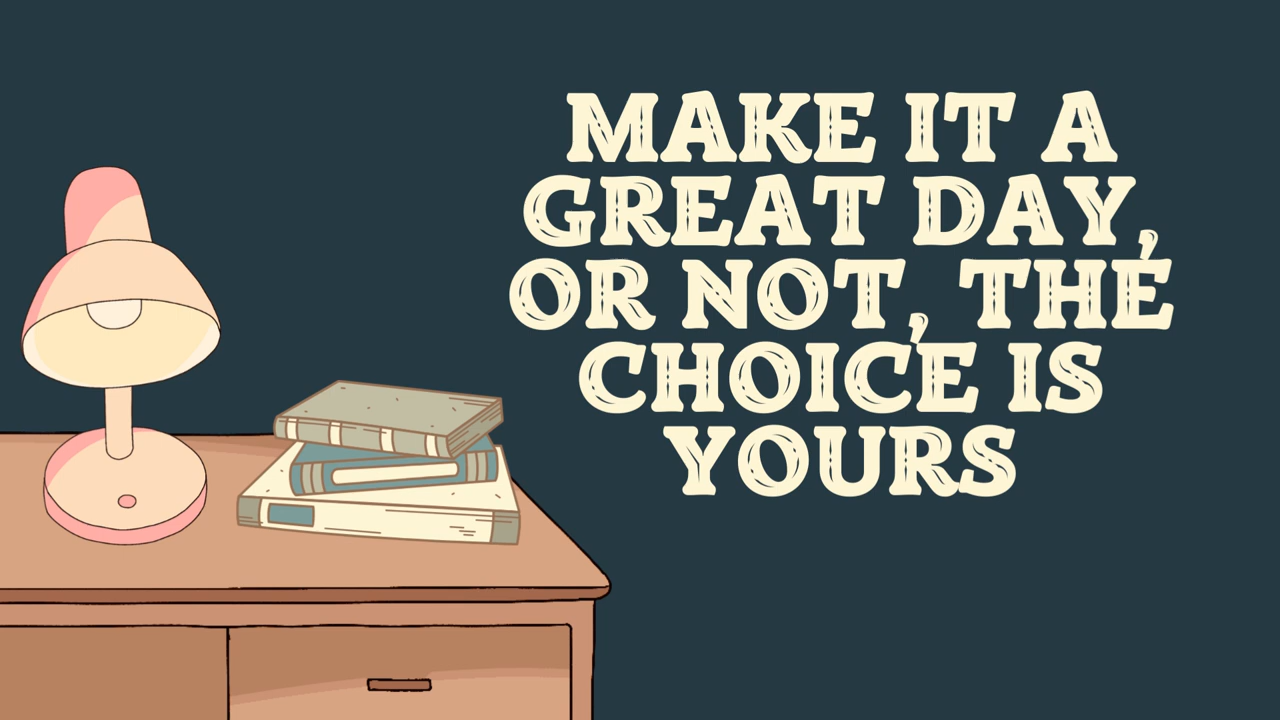 MAKE IT A
GREAT DAY,
OR NOT, THE
CHOICE IS
YOURS